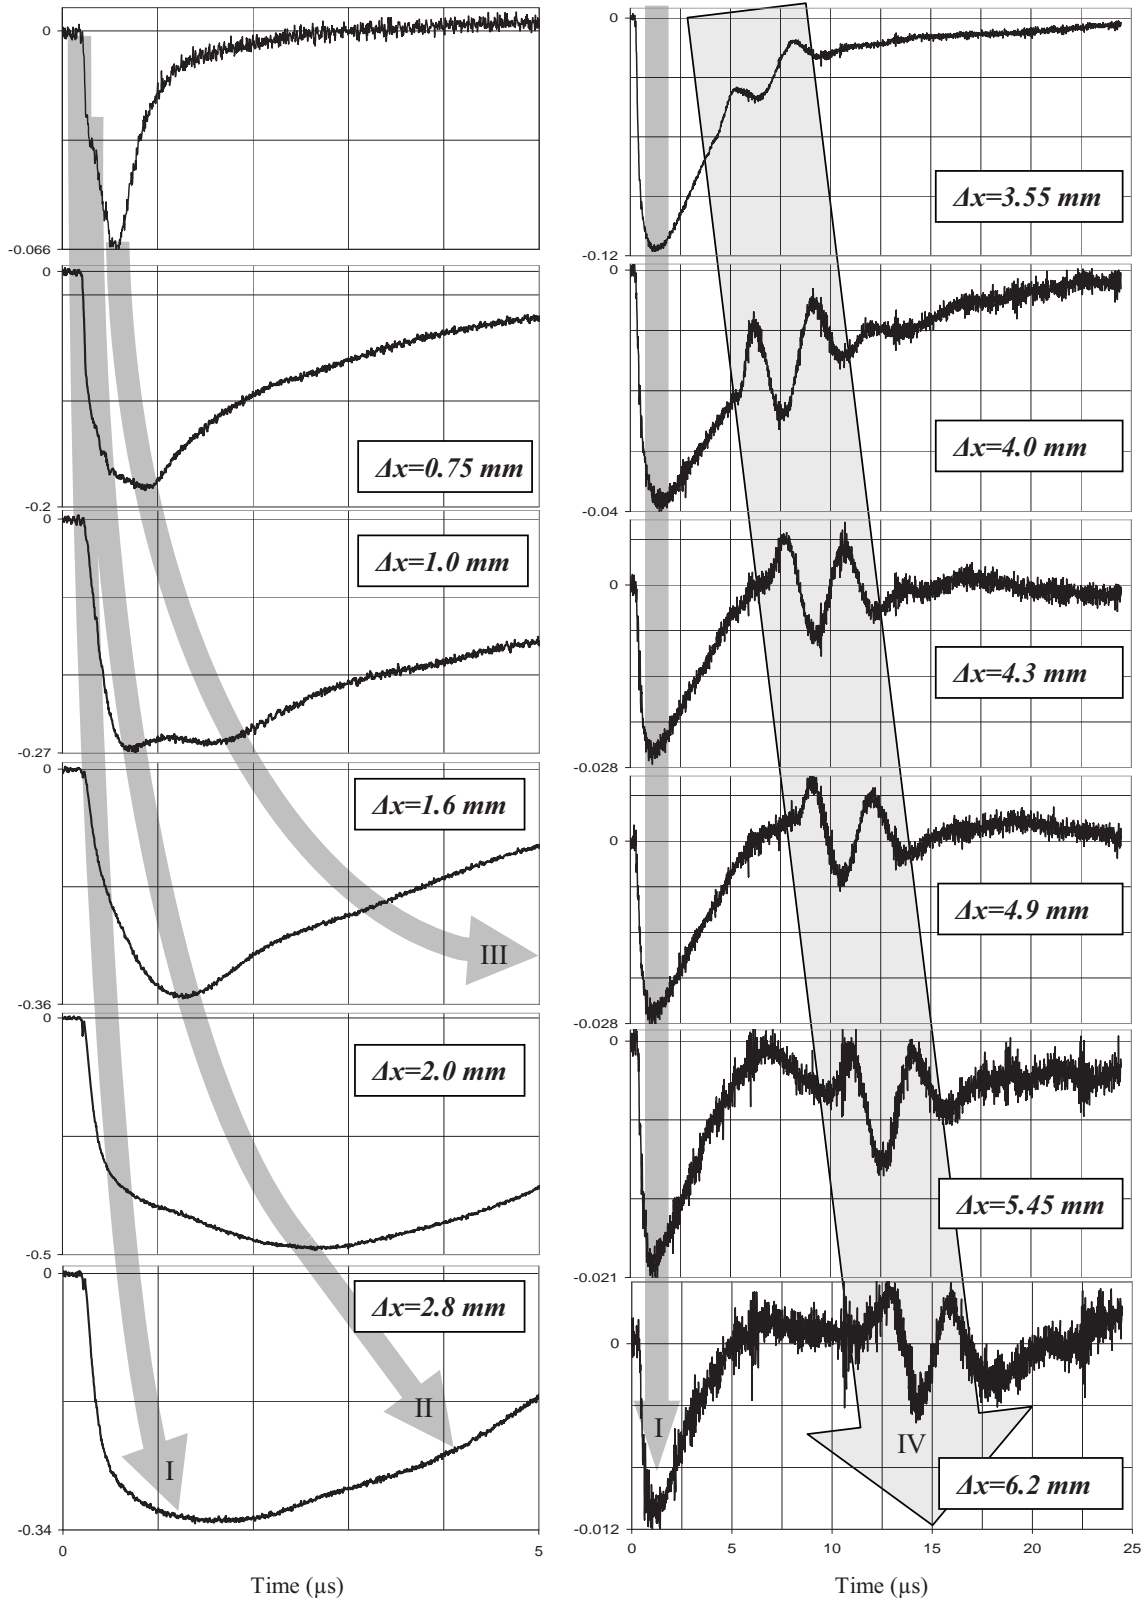 0
-0.066
0
Δx=0.75 mm
-0.2
0
Δx=1.0 mm
-0.27
0
Δx=1.6 mm
III
-0.36
0
Δx=2.0 mm
-0.5
0
Δx=2.8 mm
II
I
-0.34
0 5
Time (µs)
0
Δx=3.55 mm
-0.12
0
Δx=4.0 mm
-0.04
0
Δx=4.3 mm
-0.028
0
Δx=4.9 mm
-0.028
0
Δx=5.45 mm
-0.021
0
I
IV
Δx=6.2 mm
-0.012
0 5 10 15 20 25
Time (µs)